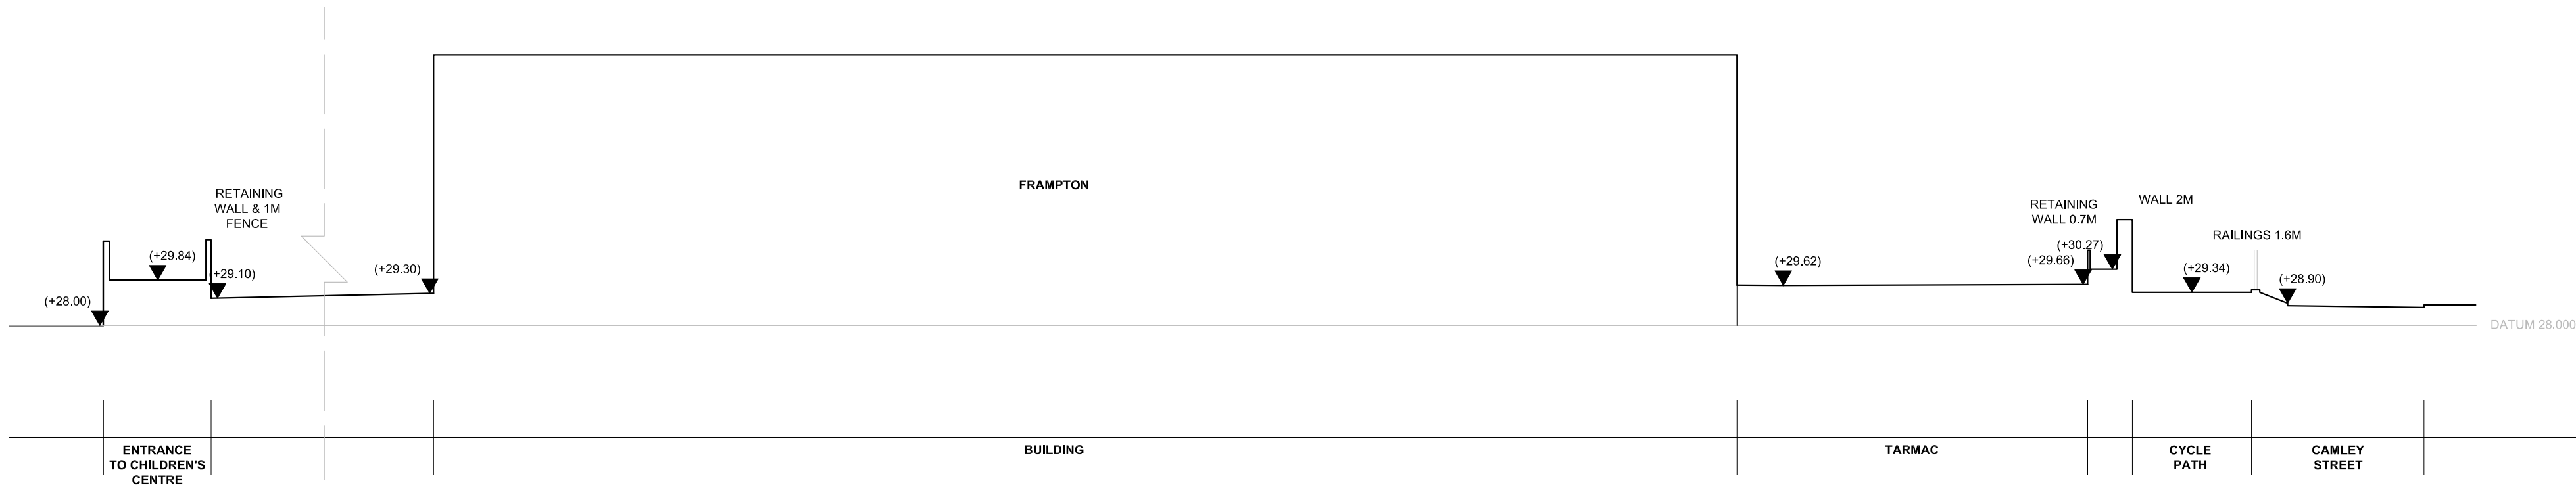 FRAMPTON
RETAINING
WALL & 1M
FENCE
RETAINING
WALL 0.7M
WALL 2M
RAILINGS 1.6M
(+28.00)
(+29.84)
(+29.10)
(+29.30)
(+29.62)
(+29.66)
(+30.27)
(+29.34)
(+28.90)
DATUM 28.000
ENTRANCE
TO CHILDREN'S
CENTRE
BUILDING
TARMAC
CYCLE
PATH
CAMLEY
STREET